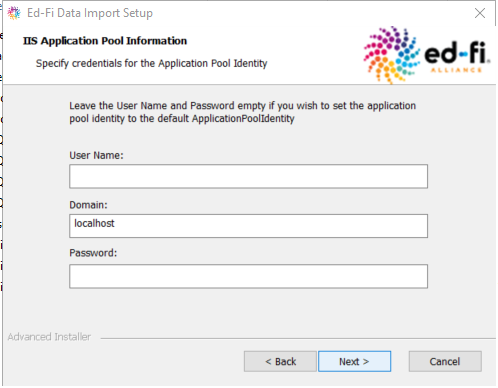 Ed-Fi Data Import Setup
IIS Application Pool Information
Specify credentials for the Application Pool Identity
ed-fi
ALLIANCE
Leave the User Name and Password empty if you wish to set the application
pool identity to the default ApplicationPoolIdentity
User Name:
Domain:
localhost
Password:
Advanced Installer
< Back
Next >
Cancel